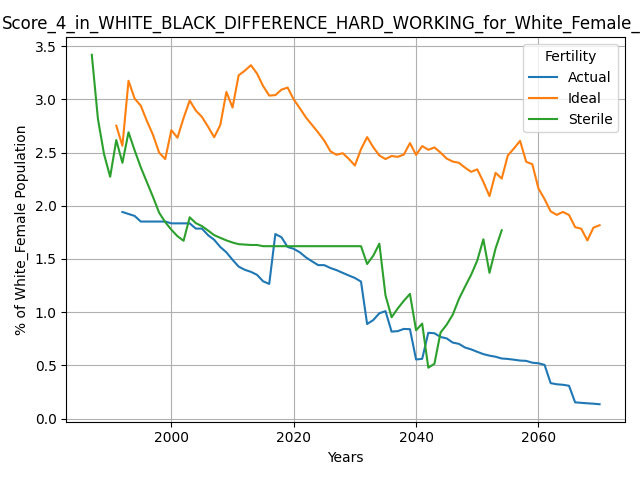 Score_4_in_WHITE_BLACK_DIFFERENCE_HARD_WORKING_for_White_Female_
Fertility
Actual
Ideal
Sterile
% of White_Female Population
3.5
3.0
2.5
2.0
1.5
1.0
0.5
0.0
2000 2020 2040 2060
Years